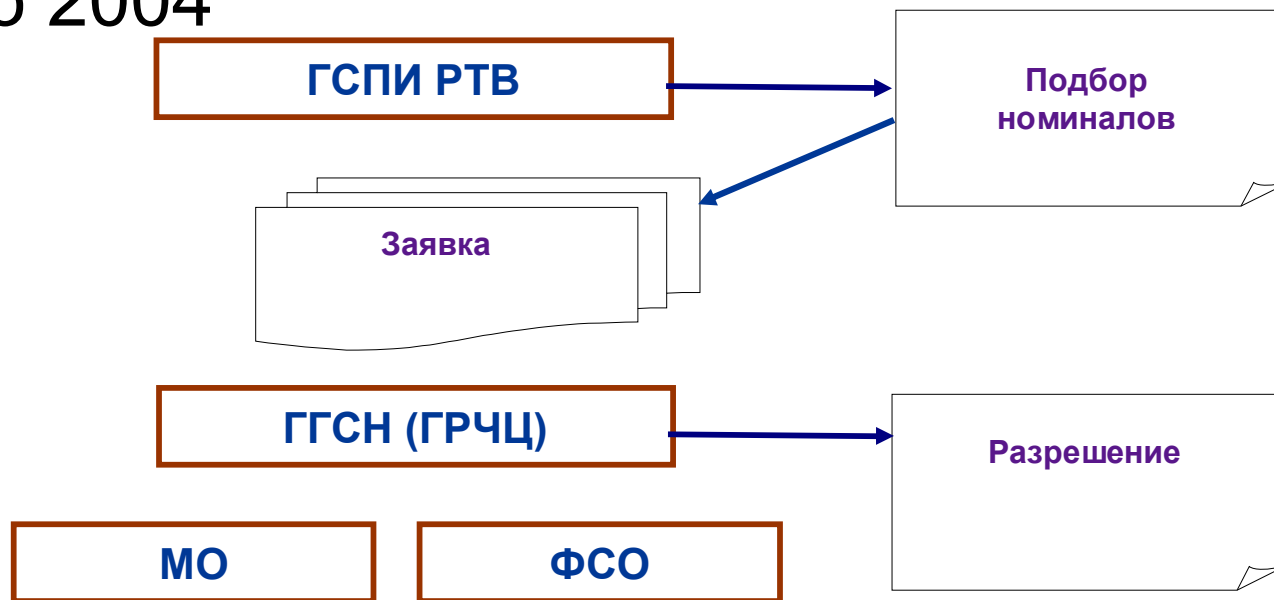 2004
ГСПИ РТВ
Подбор
номиналов
Заявка
ГГСН (ГРЧЦ)
Разрешение
МО
ФСО